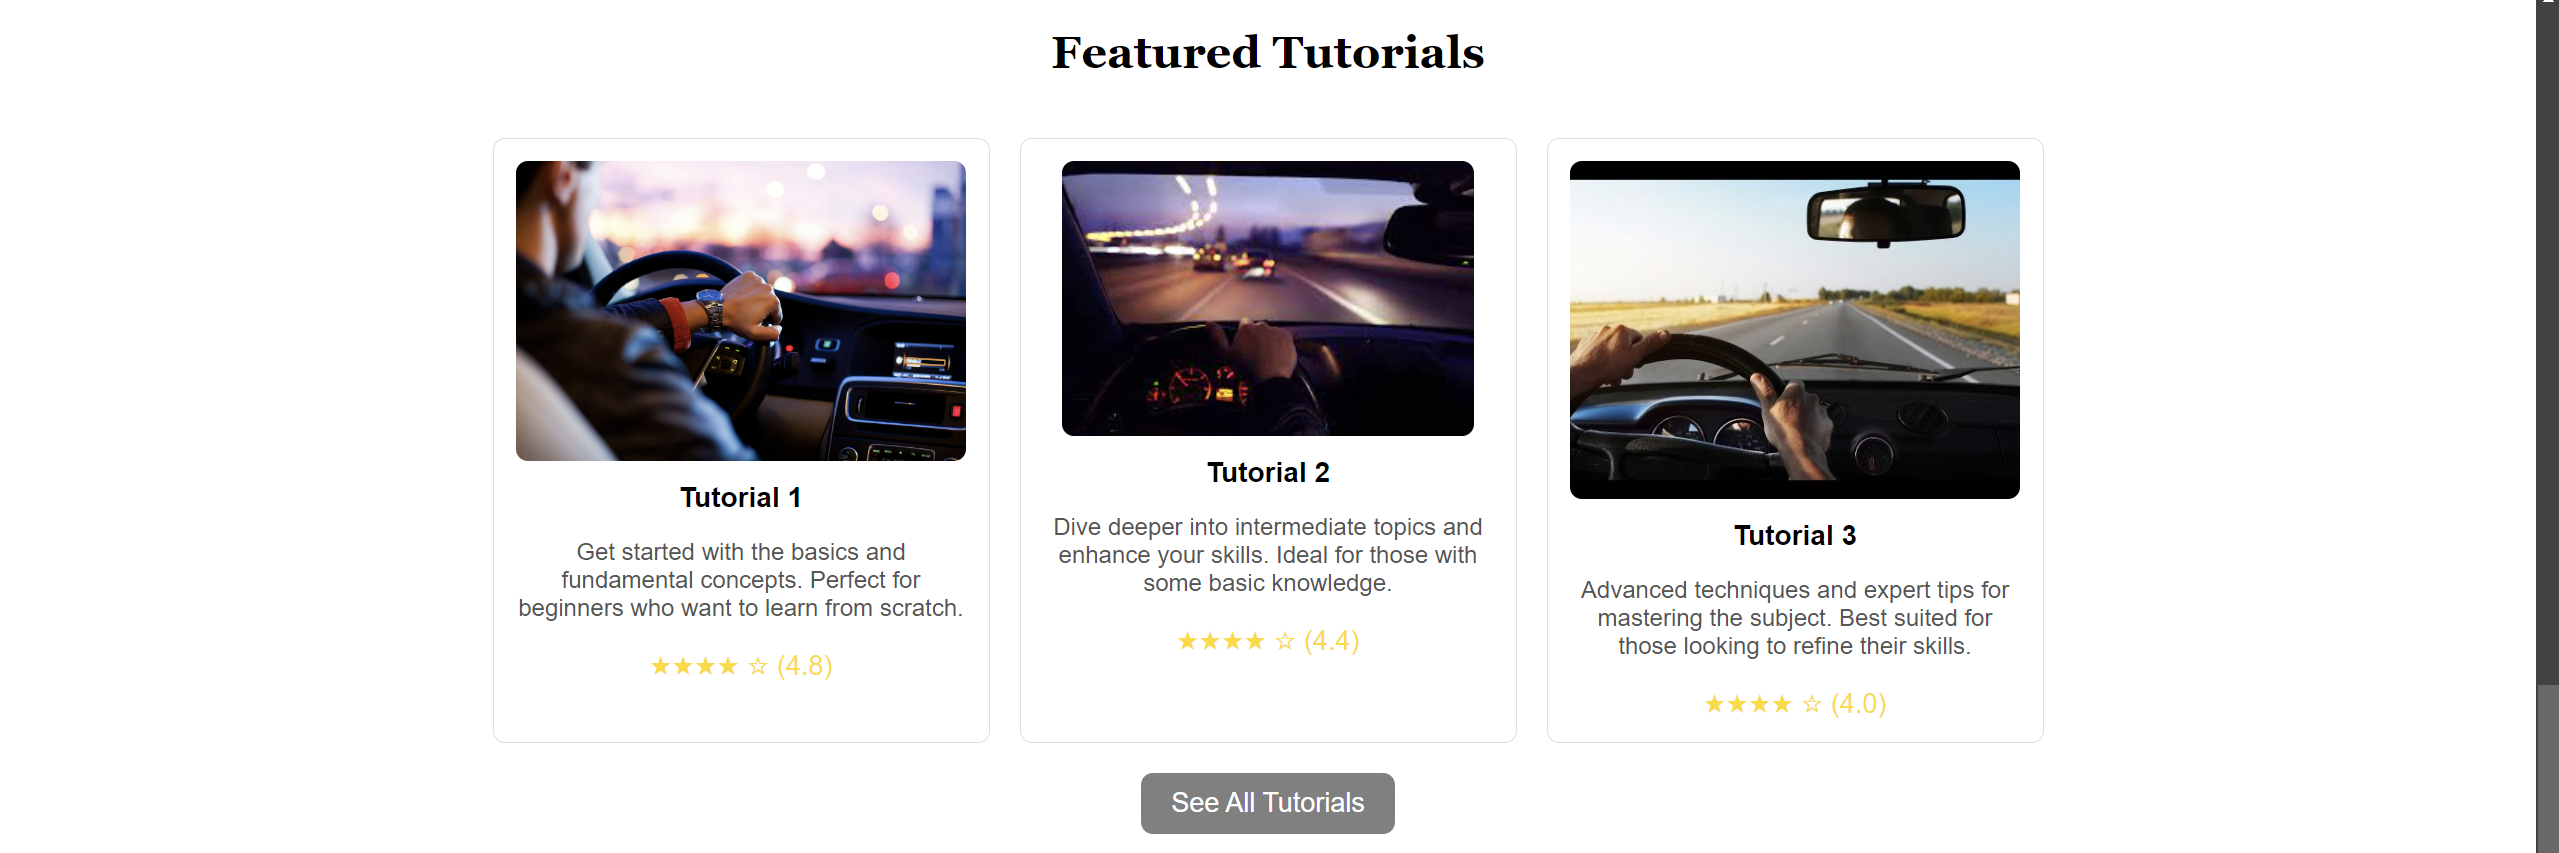 Featured Tutorials
Tutorial 1
Get started with the basics and
fundamental concepts. Perfect for
beginners who want to learn from scratch.
★★★★ ☆ (4.8)
Tutorial 2
Dive deeper into intermediate topics and
enhance your skills. Ideal for those with
some basic knowledge.
★★★★ ☆ (4.4)
Tutorial 3
Advanced techniques and expert tips for
mastering the subject. Best suited for
those looking to refine their skills.
★★★★ ☆ (4.0)
See All Tutorials